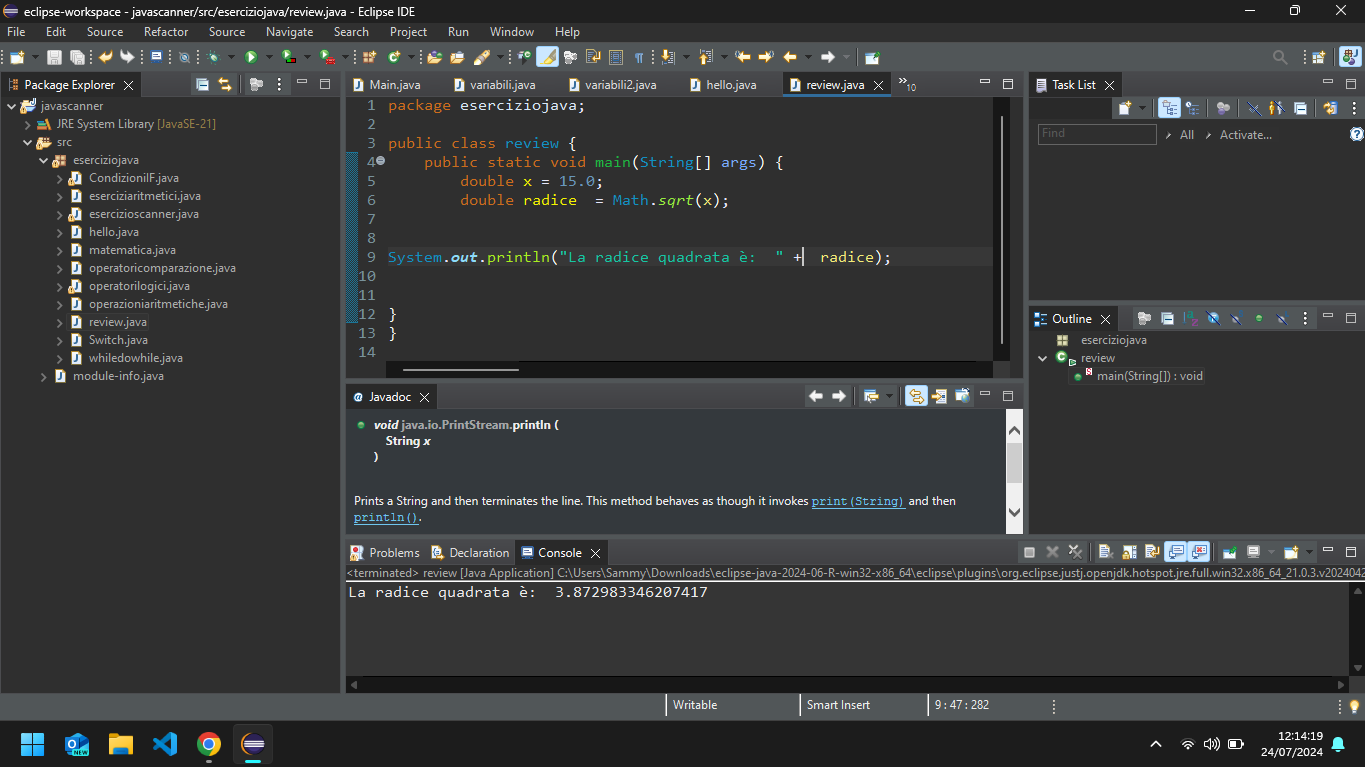 eclipse-workspace - javascanner/src/eserciziojava/review.java - Eclipse IDE
File Edit Source Refactor Source Navigate Search Project Run Window Help
Package Explorer
javascanner
JRE System Library [JavaSE-21]
src
eserciziojava
CondizioniIF.java
eserciziaritmetici.java
esercizioscanner.java
hello.java
matematica.java
operatoricomparazione.java
operatorilogici.java
operazioniaritmetiche.java
review.java
Switch.java
whiledowhile.java
module-info.java
Main.java variabili.java variabili2.java hello.java review.java »10
1 package eserciziojava;
2
3 public class review {
4 public static void main(String[] args) {
5 double x = 15.0;
6 double radice  = Math.sqrt(x);
7
8
9 System.out.println("La radice quadrata è:  " +  radice);
10
11
12 }
13 }
14
Javadoc
void java.io.PrintStream.println (
String x
)
Prints a String and then terminates the line. This method behaves as though it invokes print(String) and then
println().
Problems Declaration Console
<terminated> review [Java Application] C:\Users\Sammy\Downloads\eclipse-java-2024-06-R-win32-x86_64\eclipse\plugins\org.eclipse.justj.openjdk.hotspot.jre.full.win32.x86_64_21.0.3.v2024042
La radice quadrata è:  3.872983346207417
Task List
Find All Activate...
Outline
eserciziojava
review
main(String[]) : void
Writable Smart Insert 9 : 47 : 282
NEW
12:14:19
24/07/2024